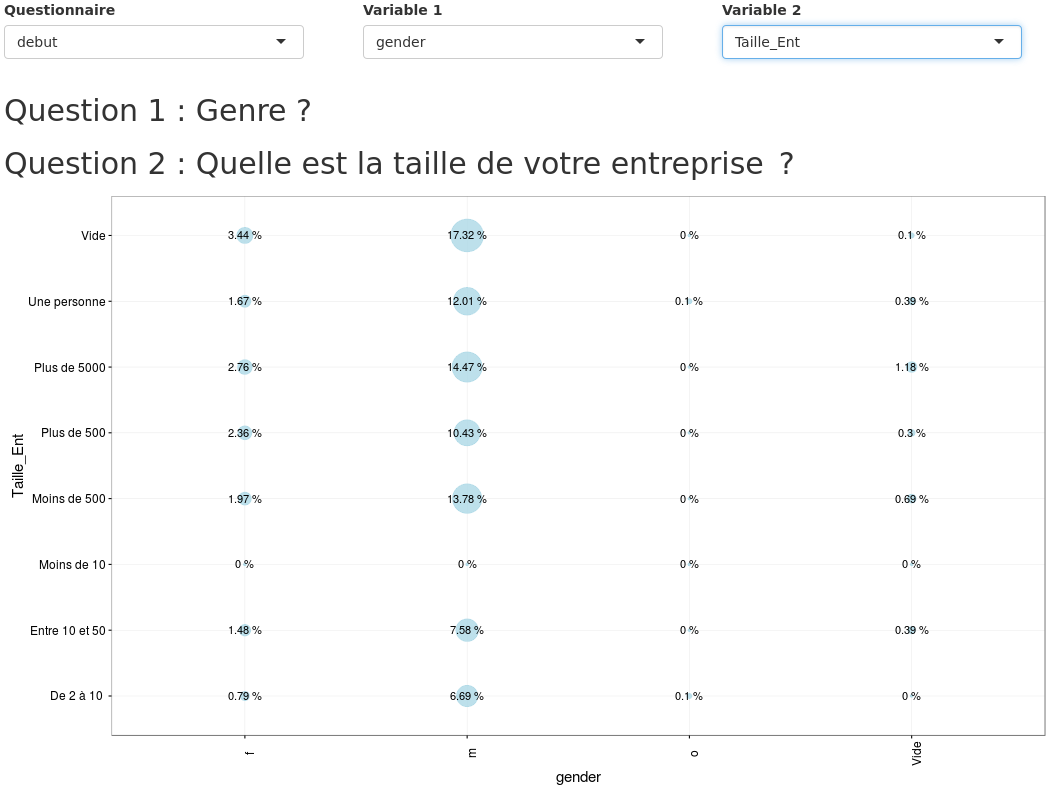 Questionnaire Variable 1 Variable 2
debut gender Taille_Ent
Question 1 : Genre ?
Question 2 : Quelle est la taille de votre entreprise ?
Vide 3.44 % 17.32 % 0 % 0.1 %
Une personne 1.67 % 12.01 % 0.1 % 0.39 %
Plus de 5000 2.76 % 14.47 % 0 % 1.18 %
Plus de 500 2.36 % 10.43 % 0 % 0.3 %
Taille_Ent
Moins de 500 1.97 % 13.78 % 0 % 0.69 %
Moins de 10 0 % 0 % 0 % 0 %
Entre 10 et 50 1.48 % 7.58 % 0 % 0.39 %
De 2 à 10 0.79 % 6.69 % 0.1 % 0 %
f m o Vide
gender